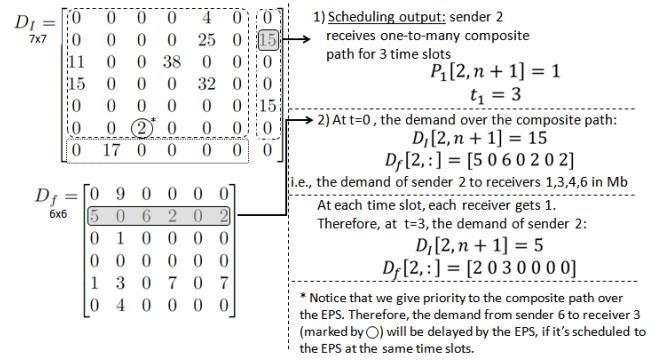 D_I =
7x7
0 0 0 0 4 0 0
0 0 0 0 25 0 15
11 0 0 38 0 0 0
15 0 0 0 32 0 0
0 0 0 0 0 0 15
0 0 2* 0 0 0 0
0 17 0 0 0 0 0
D_f =
6x6
0 9 0 0 0 0
5 0 6 2 0 2
0 1 0 0 0 0
0 0 0 0 0 0
1 3 0 7 0 7
0 4 0 0 0 0
1) Scheduling output: sender 2
receives one-to-many composite
path for 3 time slots
P₁[2, n + 1] = 1
t₁ = 3
2) At t=0 , the demand over the composite path:
D_I[2, n + 1] = 15
D_f[2, :] = [5 0 6 0 2 0 2]
i.e., the demand of sender 2 to receivers 1,3,4,6 in Mb
At each time slot, each receiver gets 1.
Therefore, at t=3, the demand of sender 2:
D_I[2, n + 1] = 5
D_f[2, :] = [2 0 3 0 0 0 0]
* Notice that we give priority to the composite path over
the EPS. Therefore, the demand from sender 6 to receiver 3
(marked by ○) will be delayed by the EPS, if it's scheduled to
the EPS at the same time slots.